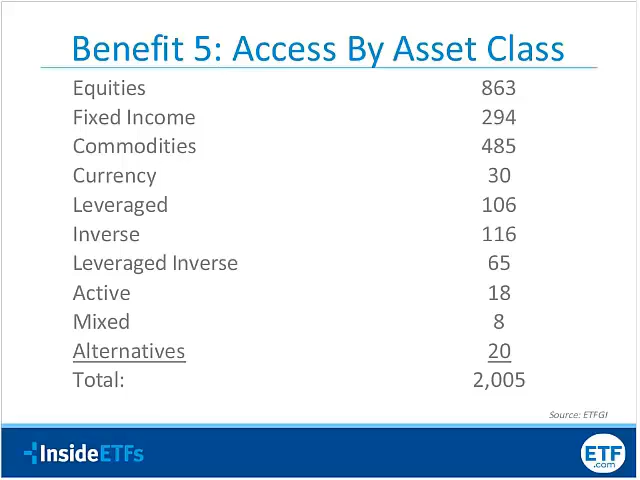 Benefit 5: Access By Asset Class
Equities 863
Fixed Income 294
Commodities 485
Currency 30
Leveraged 106
Inverse 116
Leveraged Inverse 65
Active 18
Mixed 8
Alternatives 20
Total: 2,005
Source: ETFGI
InsideETFs
ETF
.com